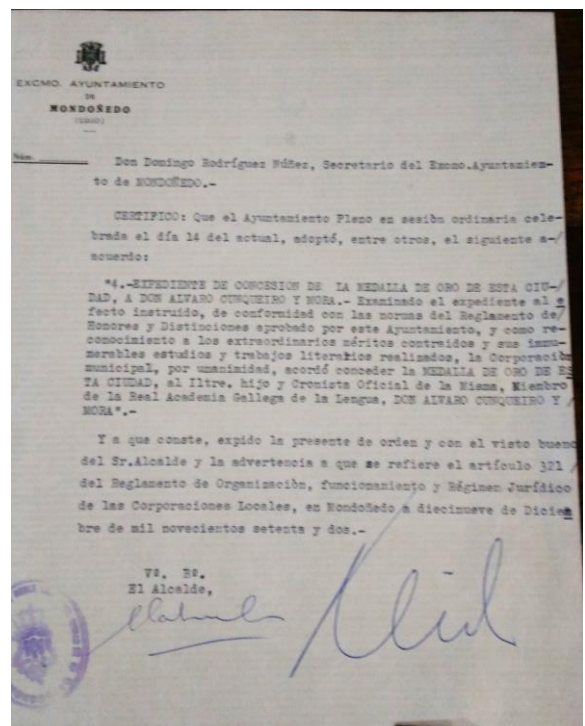 EXCMO. AYUNTAMIENTO
DE
MONDOÑEDO
(LUGO)
Núm.
Don Domingo Rodríguez Núñez, Secretario del Excmo.Ayuntamien-
to de MONDOÑEDO.-
CERTIFICO: Que el Ayuntamiento Pleno en sesiòn ordinaria cele-
brada el día 14 del actual, adoptó, entre otros, el siguiente a-/
acuerdo:
"4.-EXPEDIENTE DE CONCESION DE LA MEDALLA DE ORO DE ESTA CIU-/
DAD, A DON ALVARO CUNQUEIRO Y MORA.- Examinado el expediente al e
fecto instruido, de conformidad con las normas del Reglamento de/
Honores y Distinciones aprobado por este Ayuntamiento, y como re-
conocimiento a los extraordinarios méritos contraidos y sus innu-
merables estudios y trabajos literarios realizados, la Corporaciòn
municipal, por unanimidad, acordó conceder la MEDALLA DE ORO DE ES
TA CIUDAD, al Iltre. hijo y Cronista Oficial de la Misma, Miembro
de la Real Academia Gallega de la Lengua, DON ALVARO CUNQUEIRO Y /
MORA".-
Y a que conste, expido la presente de orden y con el visto bueno
del Sr.Alcalde y la advertencia a que se refiere el artículo 321 /
del Reglamento de Organizaciòn, funcionamiento y Régimen Jurídico
de las Corporaciones Locales, en Mondoñedo a diecinueve de Diciem
bre de mil novecientos setenta y dos.-
Vº. Bº.
El Alcalde,